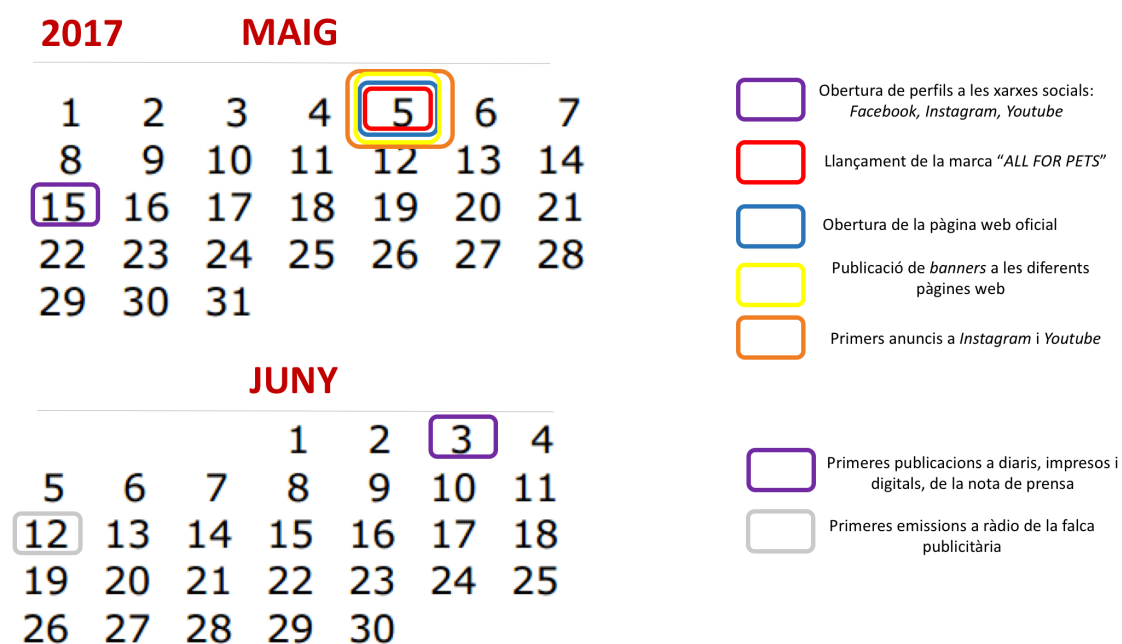 2017 MAIG
1 2 3 4 5 6 7
8 9 10 11 12 13 14
15 16 17 18 19 20 21
22 23 24 25 26 27 28
29 30 31
Obertura de perfils a les xarxes socials:
Facebook, Instagram, Youtube
Llançament de la marca “ALL FOR PETS”
Obertura de la pàgina web oficial
Publicació de banners a les diferents
pàgines web
Primers anuncis a Instagram i Youtube
JUNY
1 2 3 4
5 6 7 8 9 10 11
12 13 14 15 16 17 18
19 20 21 22 23 24 25
26 27 28 29 30
Primeres publicacions a diaris, impresos i
digitals, de la nota de prensa
Primeres emissions a ràdio de la falca
publicitària